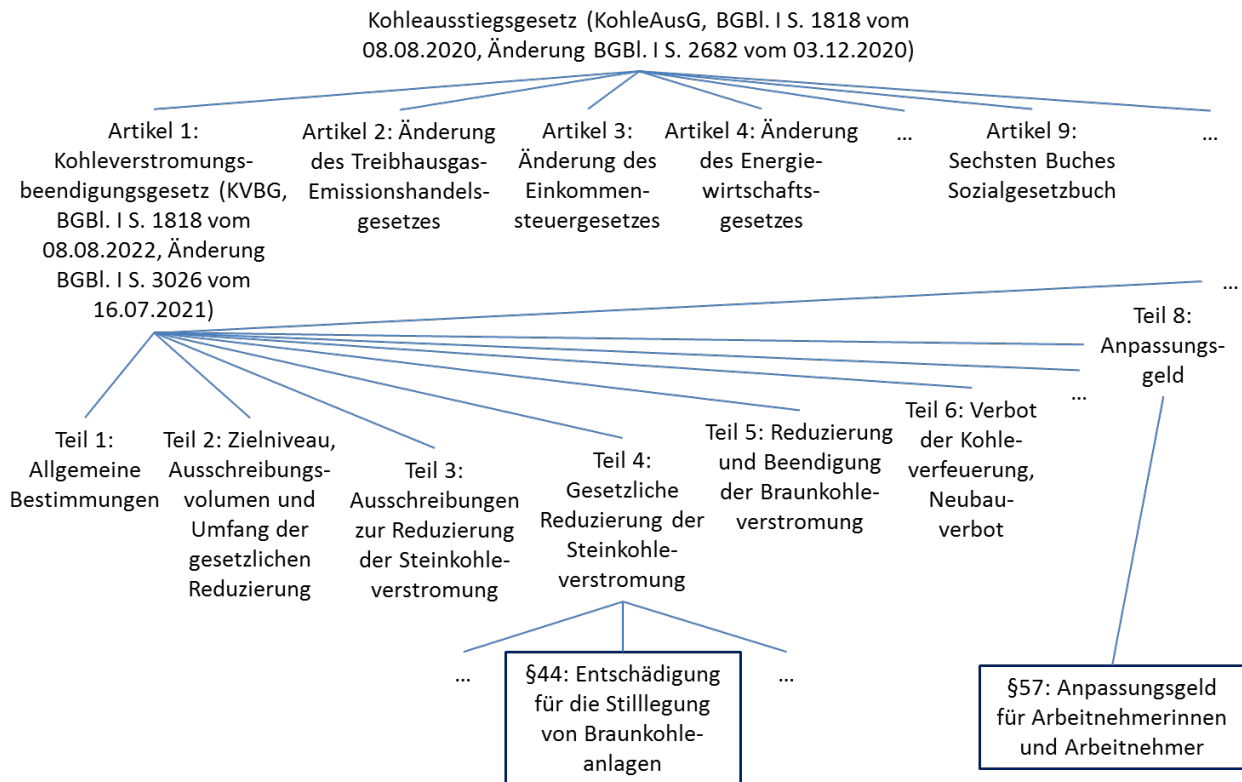 Kohleausstiegsgesetz (KohleAusG, BGBl. I S. 1818 vom
08.08.2020, Änderung BGBl. I S. 2682 vom 03.12.2020)
Artikel 1:
Kohleverstromungs-
beendigungsgesetz (KVBG,
BGBl. I S. 1818 vom
08.08.2022, Änderung
BGBl. I S. 3026 vom
16.07.2021)
Artikel 2: Änderung
des Treibhausgas-
Emissionshandels-
gesetzes
Artikel 3:
Änderung des
Einkommen-
steuergesetzes
Artikel 4: Änderung
des Energie-
wirtschafts-
gesetzes
...
Artikel 9:
Sechsten Buches
Sozialgesetzbuch
...
Teil 1:
Allgemeine
Bestimmungen
Teil 2: Zielniveau,
Ausschreibungs-
volumen und
Umfang der
gesetzlichen
Reduzierung
Teil 3:
Ausschreibungen
zur Reduzierung
der Steinkohle-
verstromung
Teil 4:
Gesetzliche
Reduzierung der
Steinkohle-
verstromung
Teil 5: Reduzierung
und Beendigung
der Braunkohle-
verstromung
Teil 6: Verbot
der Kohle-
verfeuerung,
Neubau-
verbot
...
Teil 8:
Anpassungs-
geld
...
...
§44: Entschädigung
für die Stilllegung
von Braunkohle-
anlagen
...
§57: Anpassungsgeld
für Arbeitnehmerinnen
und Arbeitnehmer